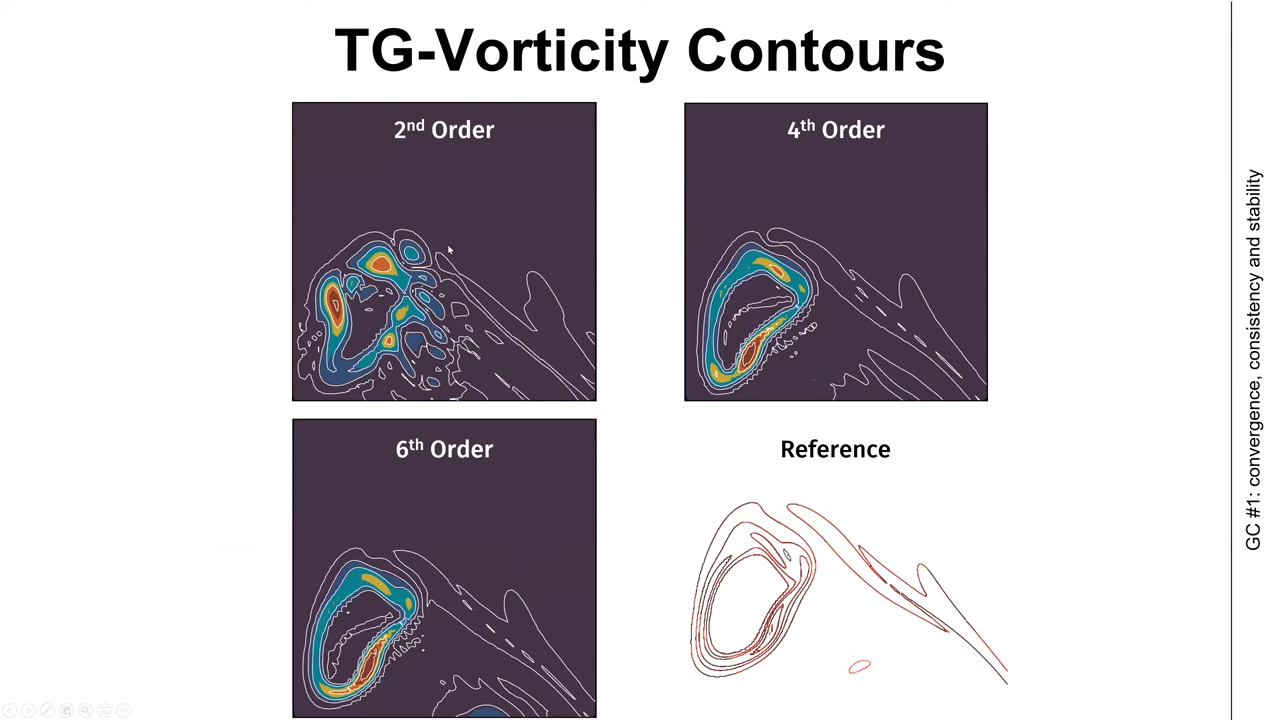 TG-Vorticity Contours
2nd Order
4th Order
6th Order
Reference
GC #1: convergence, consistency and stability